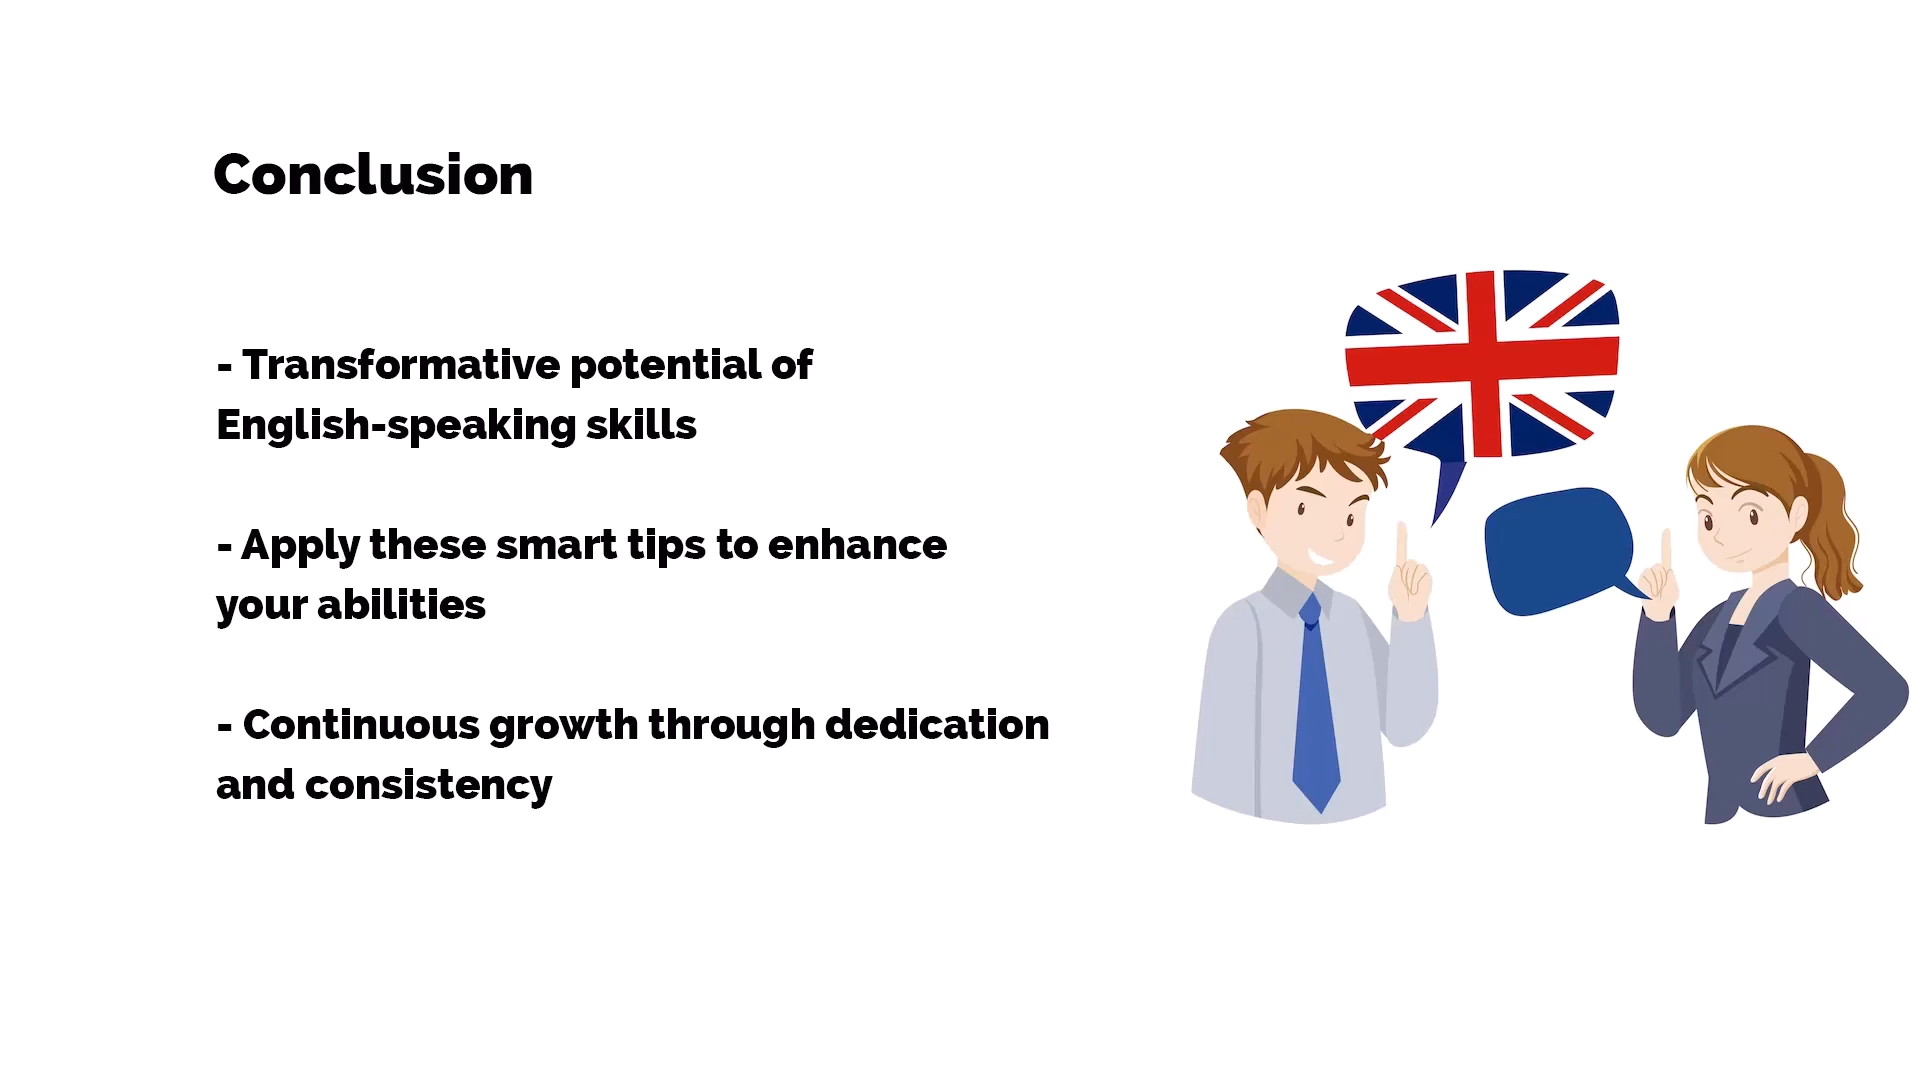 Conclusion
- Transformative potential of
English-speaking skills
- Apply these smart tips to enhance
your abilities
- Continuous growth through dedication
and consistency